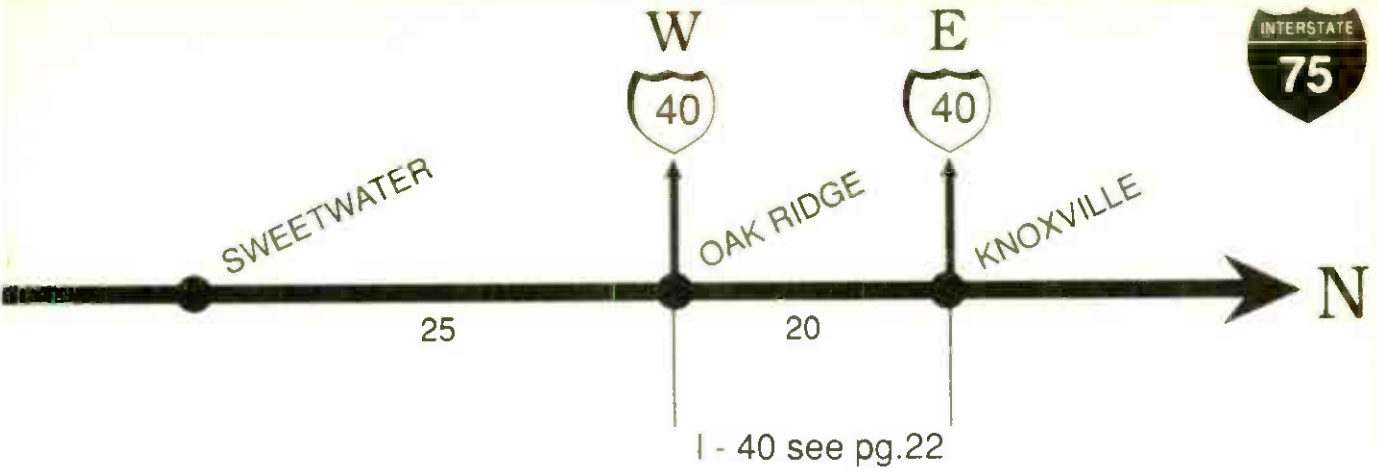 W
E
INTERSTATE
75
40
40
SWEETWATER
OAK RIDGE
KNOXVILLE
N
25
20
I - 40 see pg.22